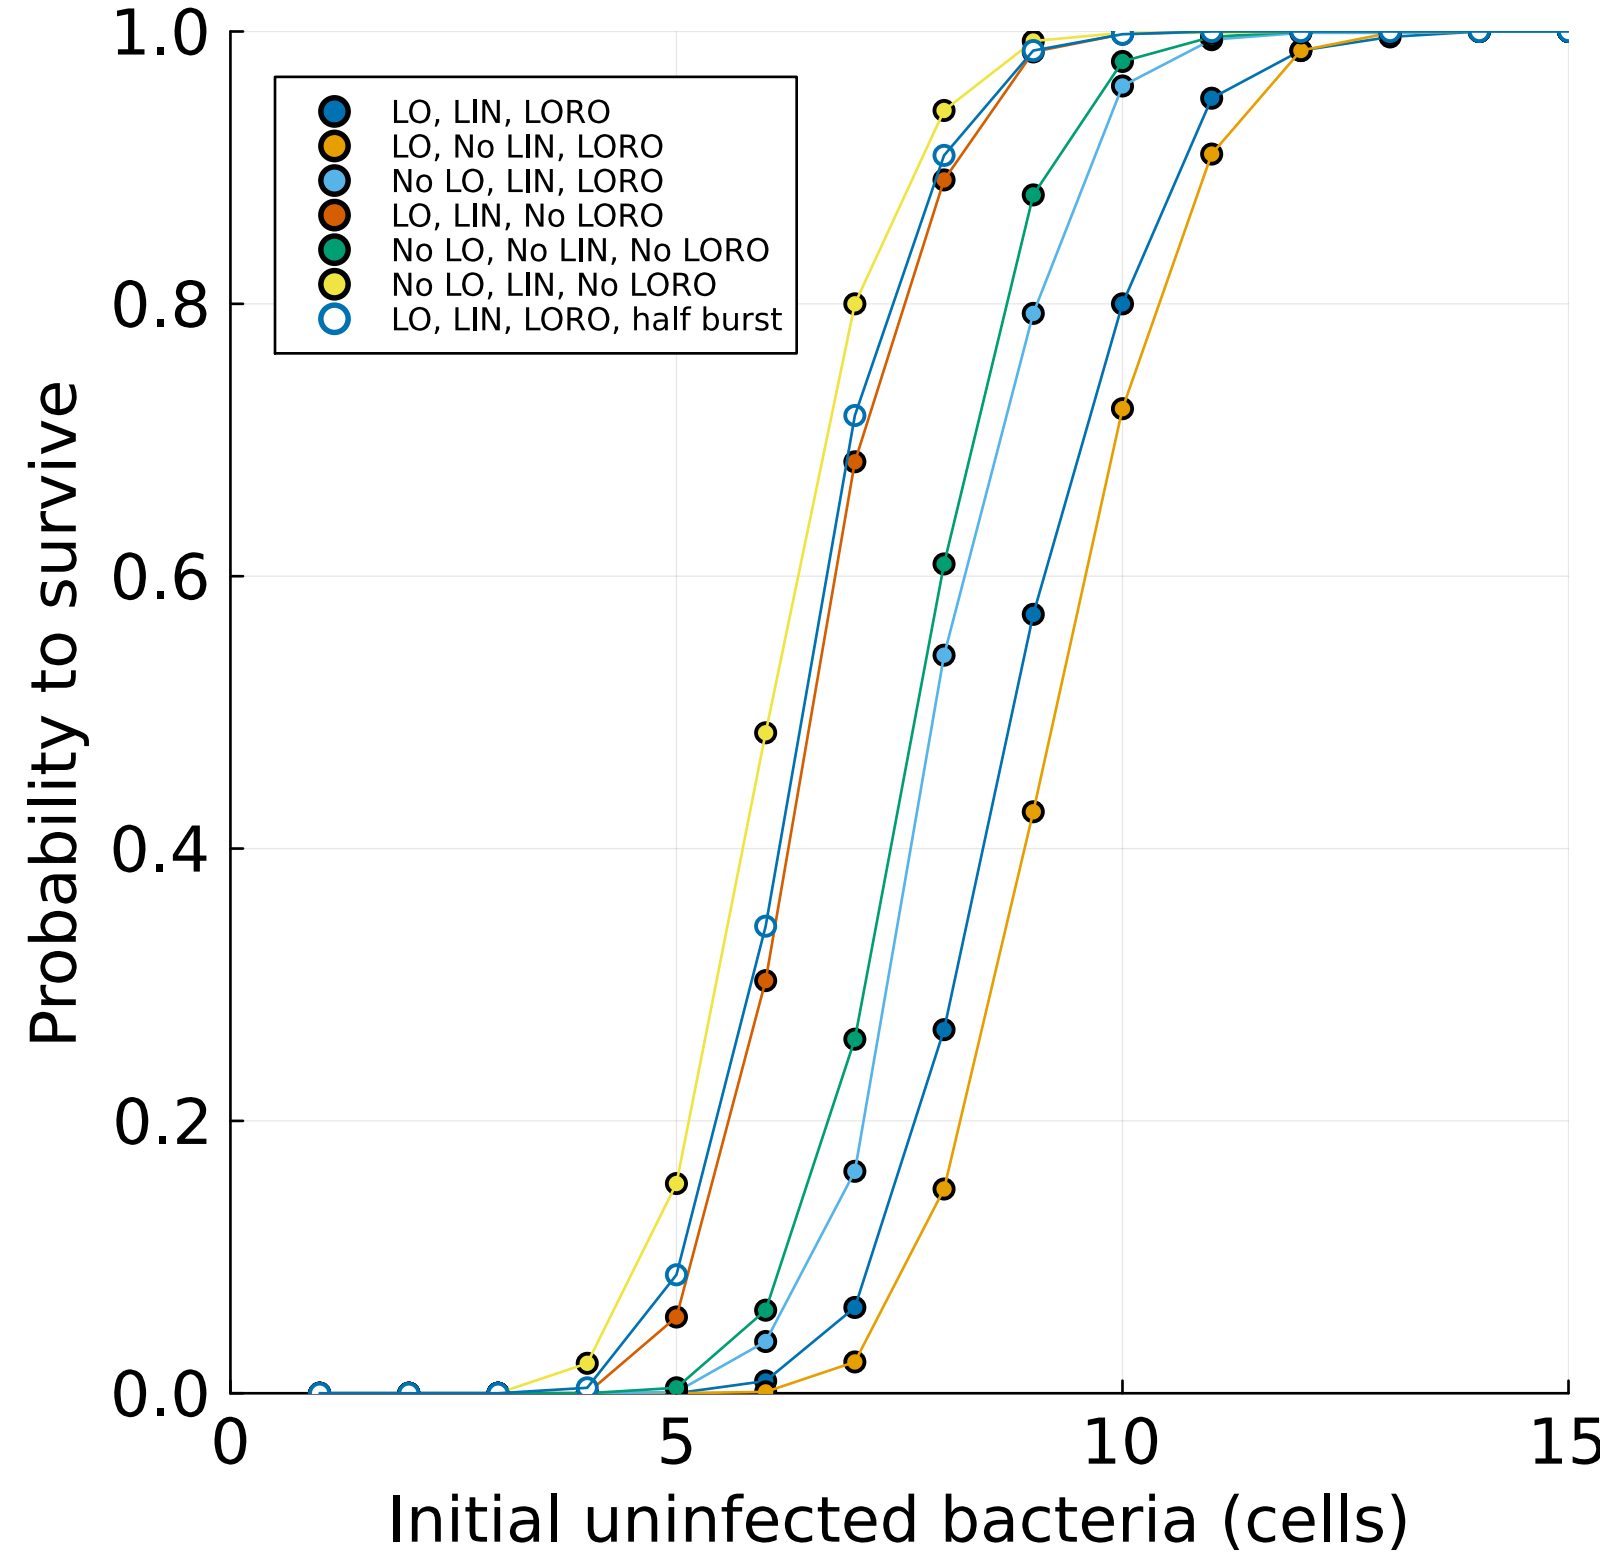 1.0
LO, LIN, LORO
LO, No LIN, LORO
No LO, LIN, LORO
LO, LIN, No LORO
No LO, No LIN, No LORO
No LO, LIN, No LORO
LO, LIN, LORO, half burst
0.8
0.6
0.4
0.2
0.0
Probability to survive
0 5 10 15
Initial uninfected bacteria (cells)